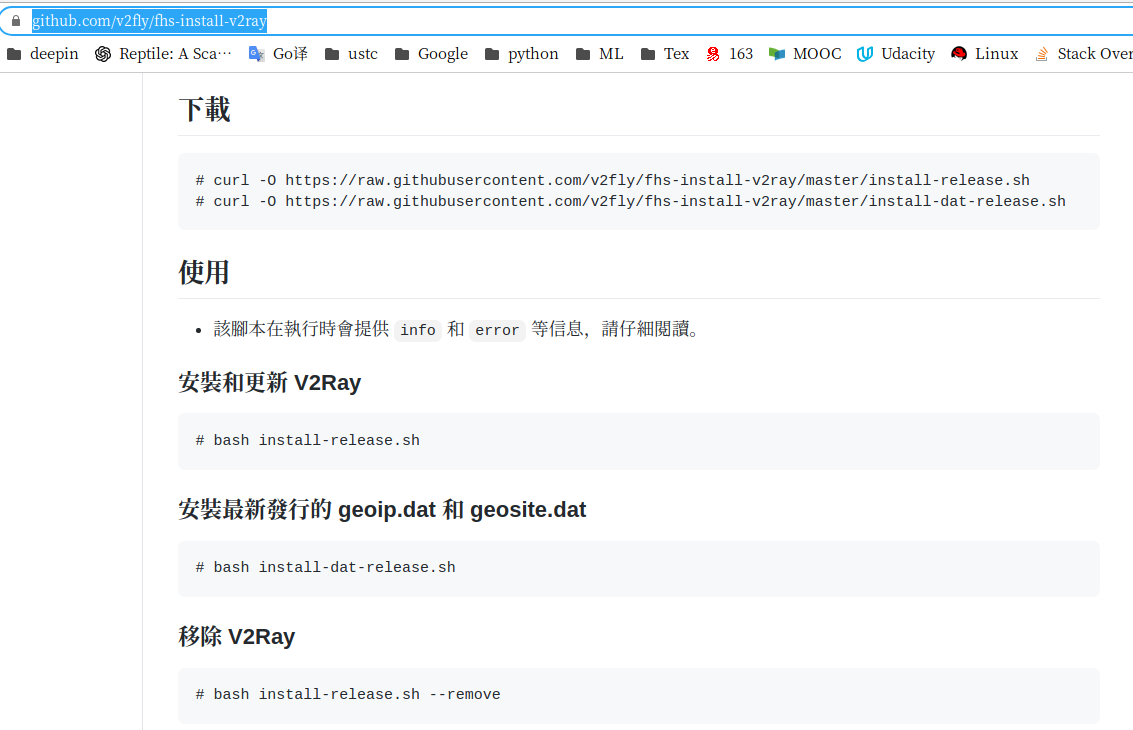 github.com/v2fly/fhs-install-v2ray
deepin Reptile: A Sca… Go译 ustc Google python ML Tex 163 MOOC Udacity Linux Stack Over
下載
# curl -O https://raw.githubusercontent.com/v2fly/fhs-install-v2ray/master/install-release.sh
# curl -O https://raw.githubusercontent.com/v2fly/fhs-install-v2ray/master/install-dat-release.sh
使用
該腳本在執行時會提供 info 和 error 等信息，請仔細閱讀。
安裝和更新 V2Ray
# bash install-release.sh
安裝最新發行的 geoip.dat 和 geosite.dat
# bash install-dat-release.sh
移除 V2Ray
# bash install-release.sh --remove